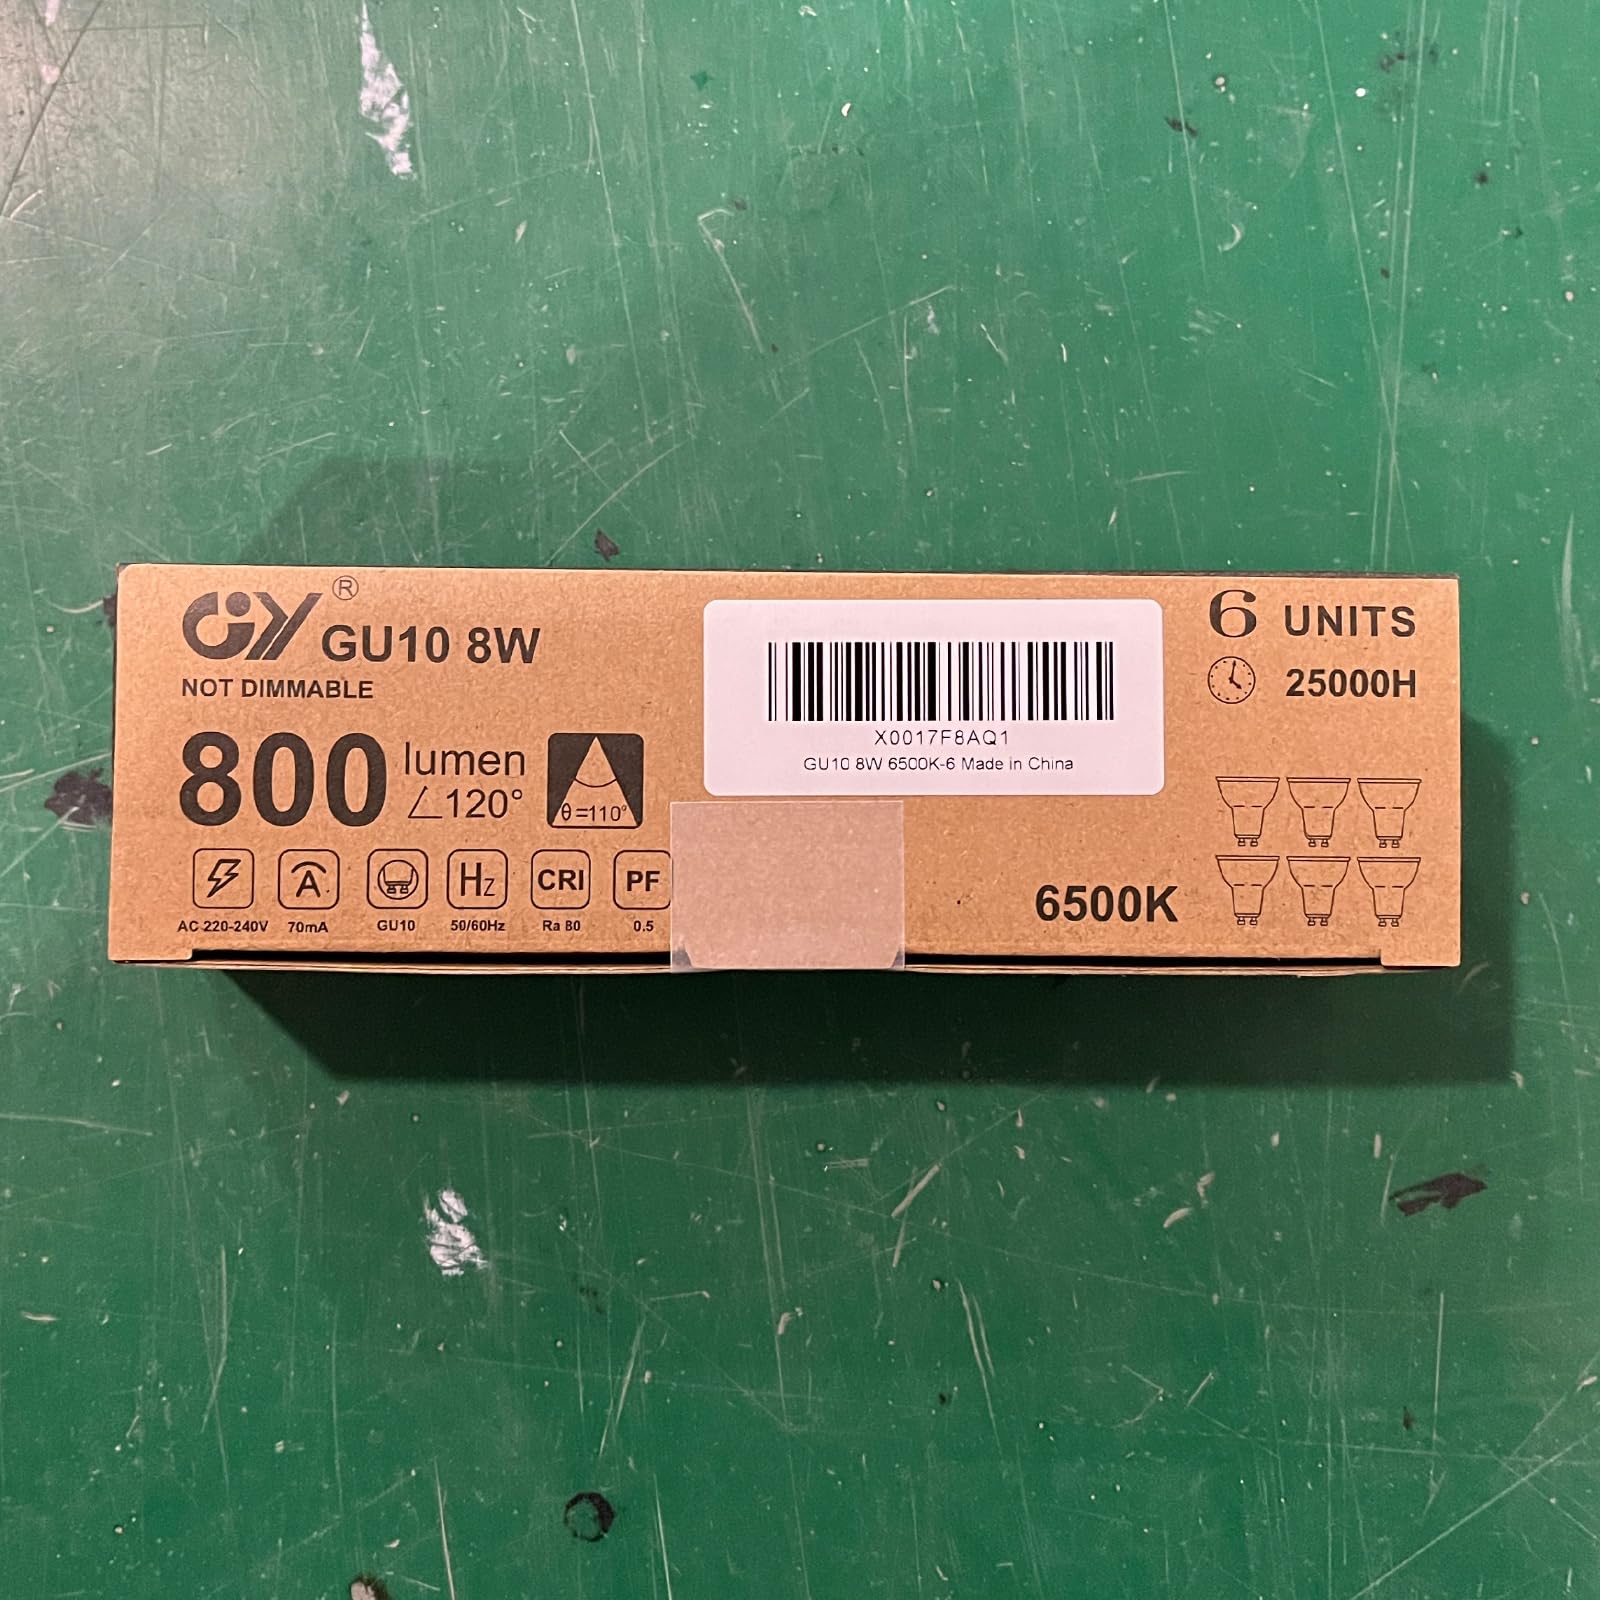 GY® GU10 8W
NOT DIMMABLE
800 lumen
∠120°
θ=110°
A
Hz
CRI
PF
AC 220-240V
70mA
GU10
50/60Hz
Ra 80
0.5
X0017F8AQ1
GU10 8W 6500K-6 Made in China
6 UNITS
25000H
6500K